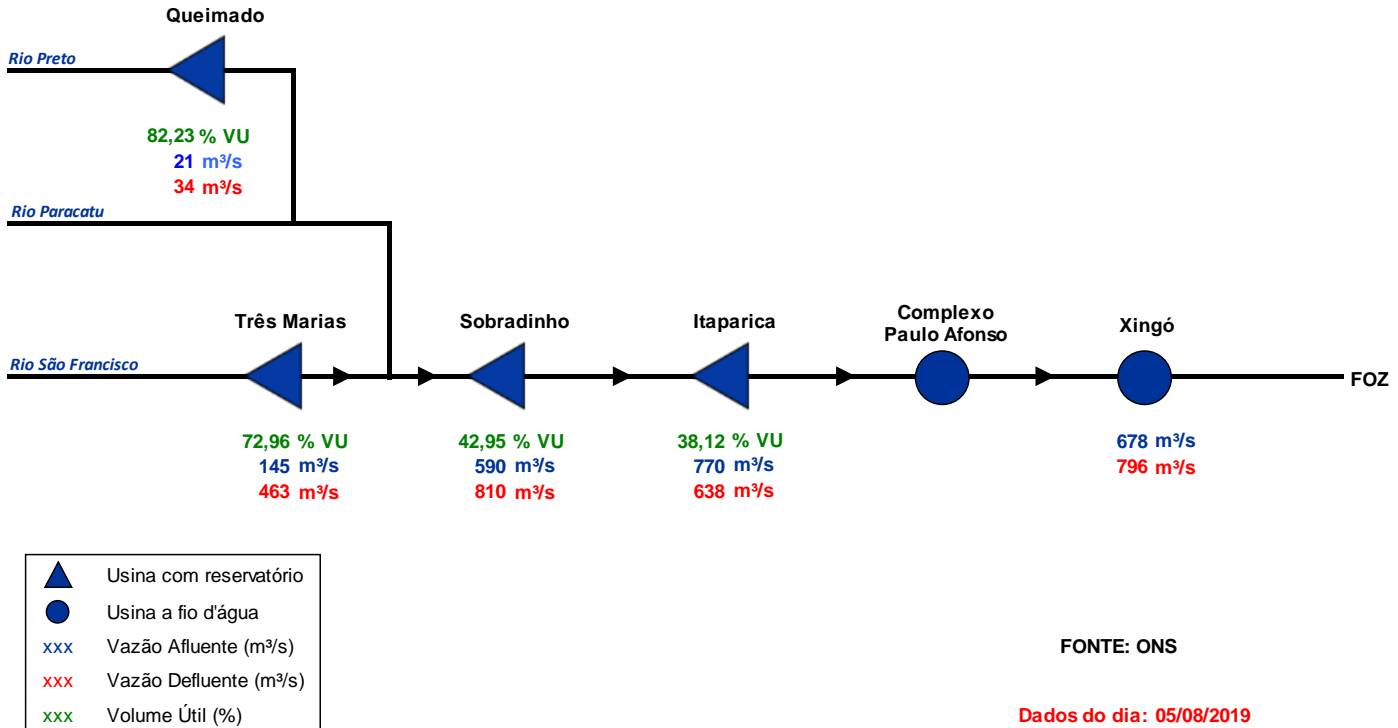 Queimado
Rio Preto
82,23 % VU
21 m³/s
34 m³/s
Rio Paracatu
Três Marias
Sobradinho
Itaparica
Complexo
Paulo Afonso
Xingó
Rio São Francisco
FOZ
72,96 % VU
145 m³/s
463 m³/s
42,95 % VU
590 m³/s
810 m³/s
38,12 % VU
770 m³/s
638 m³/s
678 m³/s
796 m³/s
Usina com reservatório
Usina a fio d'água
xxx Vazão Afluente (m³/s)
xxx Vazão Defluente (m³/s)
xxx Volume Útil (%)
FONTE: ONS
Dados do dia: 05/08/2019